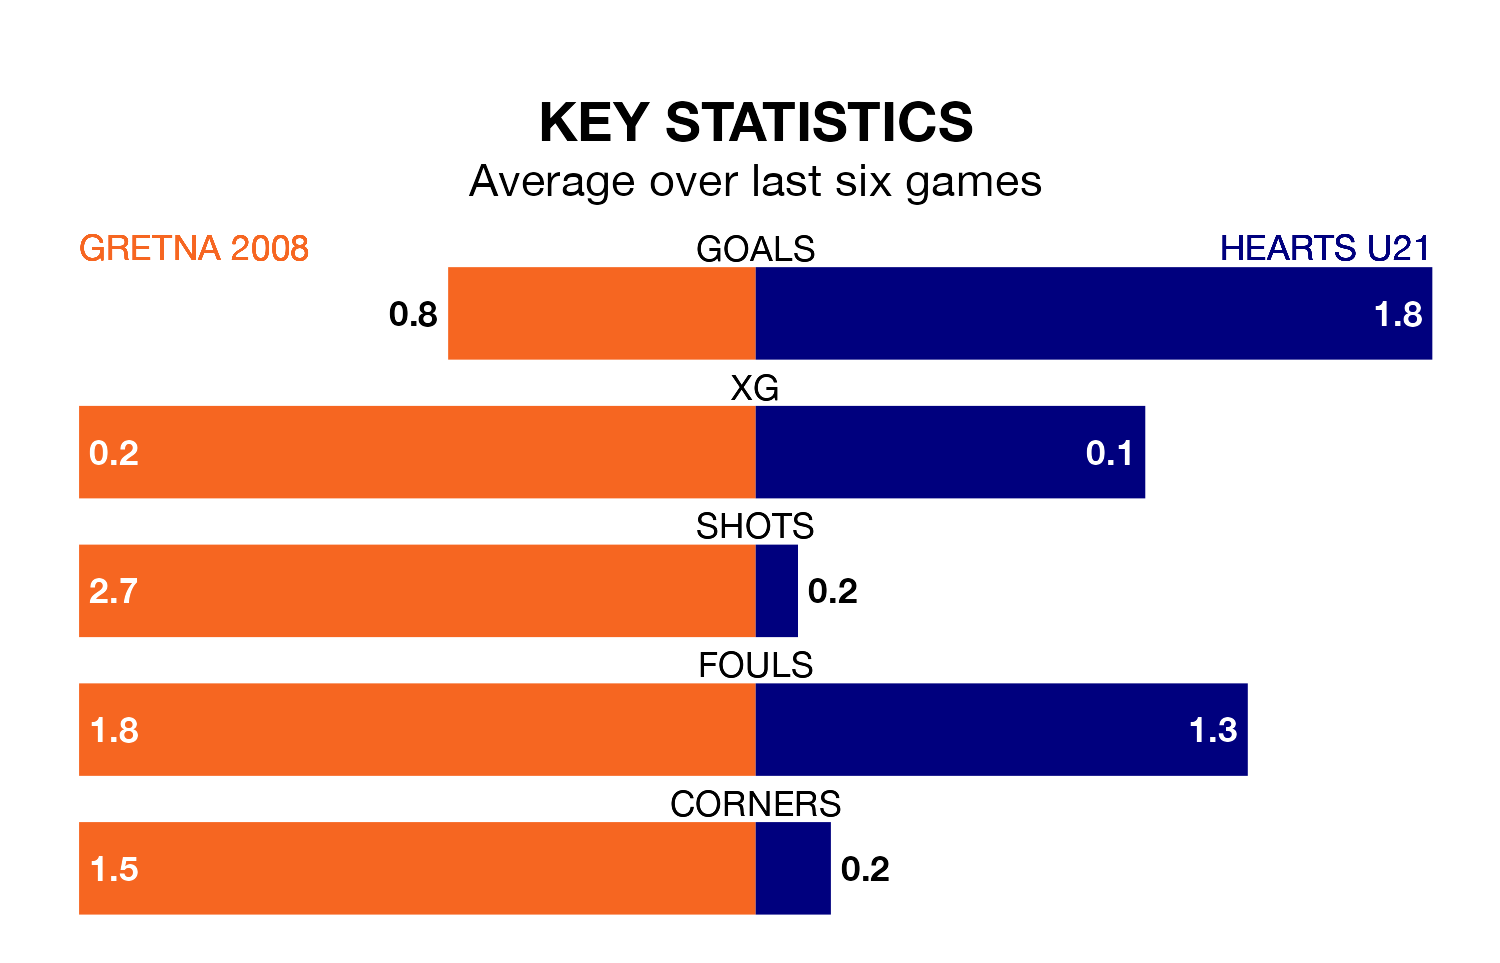 KEY STATISTICS
Average over last six games
GRETNA 2008 GOALS HEARTS U21
0.8 1.8
XG
0.2 0.1
SHOTS
2.7 0.2
FOULS
1.8 1.3
CORNERS
1.5 0.2